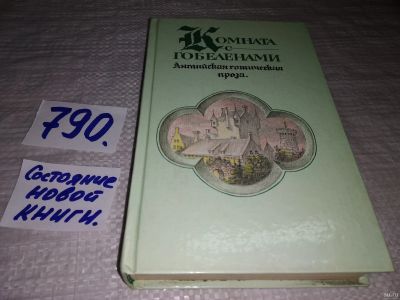 КОМНАТА
с
ГОБЕЛЕНАМИ
Английская готическая
проза.
790.
Состояние
новой
книги.